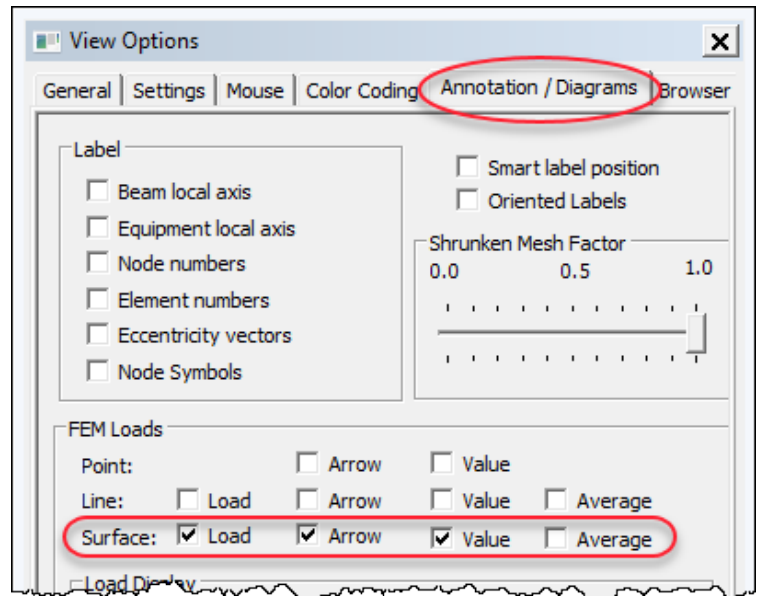 View Options
General Settings Mouse Color Coding Annotation / Diagrams Browser
Label
Beam local axis
Equipment local axis
Node numbers
Element numbers
Eccentricity vectors
Node Symbols
Smart label position
Oriented Labels
Shrunken Mesh Factor
0.0 0.5 1.0
FEM Loads
Point: Arrow Value
Line: Load Arrow Value Average
Surface: Load Arrow Value Average
Load Display